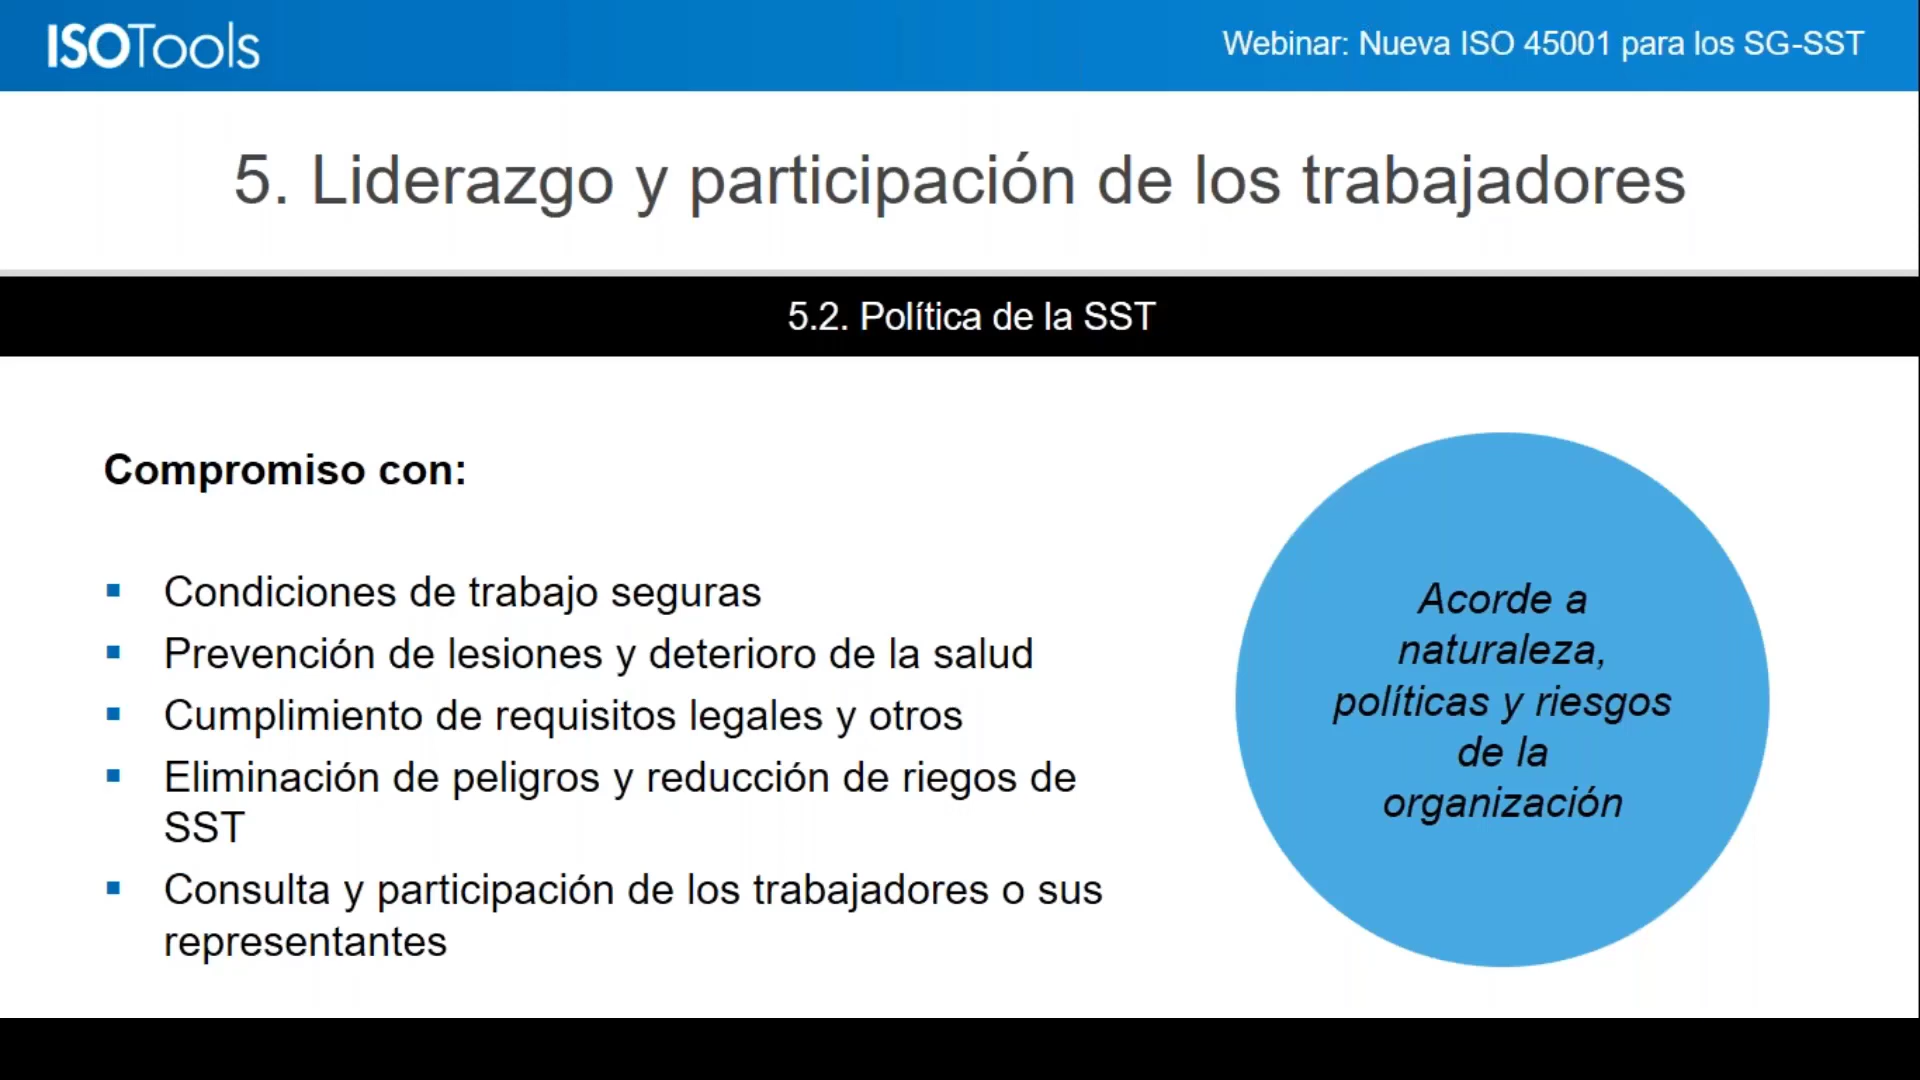 ISOTools
Webinar: Nueva ISO 45001 para los SG-SST
5. Liderazgo y participación de los trabajadores
5.2. Política de la SST
Compromiso con:
▪ Condiciones de trabajo seguras
▪ Prevención de lesiones y deterioro de la salud
▪ Cumplimiento de requisitos legales y otros
▪ Eliminación de peligros y reducción de riegos de
SST
▪ Consulta y participación de los trabajadores o sus
representantes
Acorde a
naturaleza,
políticas y riesgos
de la
organización